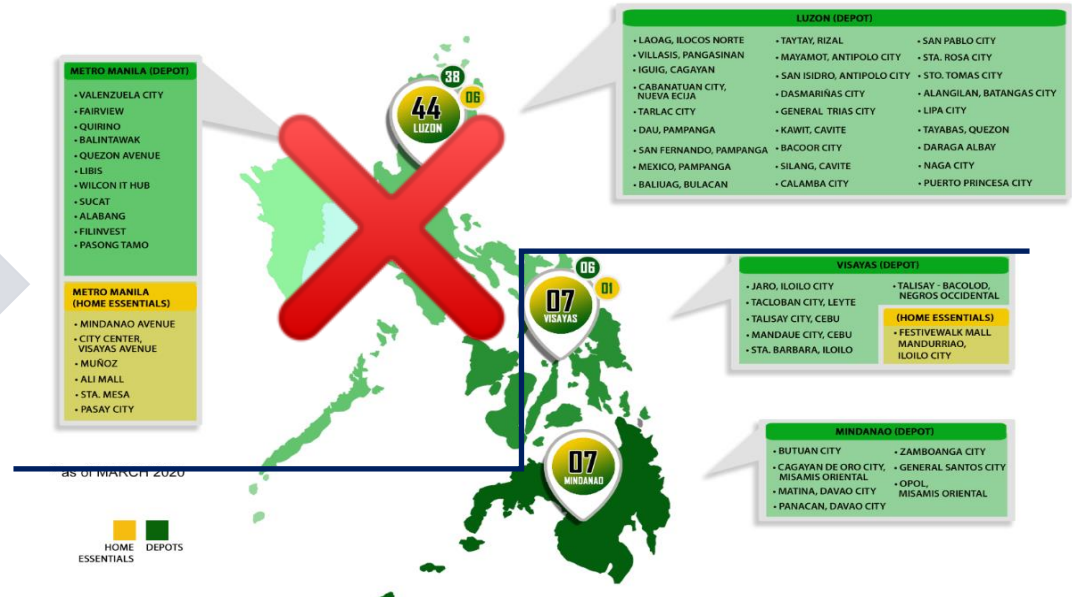 METRO MANILA (DEPOT)
• VALENZUELA CITY
• FAIRVIEW
• QUIRINO
• BALINTAWAK
• QUEZON AVENUE
• LIBIS
• WILCON IT HUB
• SUCAT
• ALABANG
• FILINVEST
• PASONG TAMO
METRO MANILA
(HOME ESSENTIALS)
• MINDANAO AVENUE
• CITY CENTER,
VISAYAS AVENUE
• MUÑOZ
• ALI MALL
• STA. MESA
• PASAY CITY
as of MARCH 2020
HOME
ESSENTIALS
DEPOTS
38
06
44
LUZON
LUZON (DEPOT)
• LAOAG, ILOCOS NORTE
• VILLASIS, PANGASINAN
• IGUIG, CAGAYAN
• CABANATUAN CITY,
NUEVA ECIJA
• TARLAC CITY
• DAU, PAMPANGA
• SAN FERNANDO, PAMPANGA
• MEXICO, PAMPANGA
• BALIUAG, BULACAN
• TAYTAY, RIZAL
• MAYAMOT, ANTIPOLO CITY
• SAN ISIDRO, ANTIPOLO CITY
• DASMARIÑAS CITY
• GENERAL TRIAS CITY
• KAWIT, CAVITE
• BACOOR CITY
• SILANG, CAVITE
• CALAMBA CITY
• SAN PABLO CITY
• STA. ROSA CITY
• STO. TOMAS CITY
• ALANGILAN, BATANGAS CITY
• LIPA CITY
• TAYABAS, QUEZON
• DARAGA ALBAY
• NAGA CITY
• PUERTO PRINCESA CITY
06
01
07
VISAYAS
VISAYAS (DEPOT)
• JARO, ILOILO CITY
• TACLOBAN CITY, LEYTE
• TALISAY CITY, CEBU
• MANDAUE CITY, CEBU
• STA. BARBARA, ILOILO
• TALISAY - BACOLOD,
NEGROS OCCIDENTAL
(HOME ESSENTIALS)
• FESTIVEWALK MALL
MANDURRIAO,
ILOILO CITY
07
MINDANAO
MINDANAO (DEPOT)
• BUTUAN CITY
• CAGAYAN DE ORO CITY,
MISAMIS ORIENTAL
• MATINA, DAVAO CITY
• PANACAN, DAVAO CITY
• ZAMBOANGA CITY
• GENERAL SANTOS CITY
• OPOL,
MISAMIS ORIENTAL